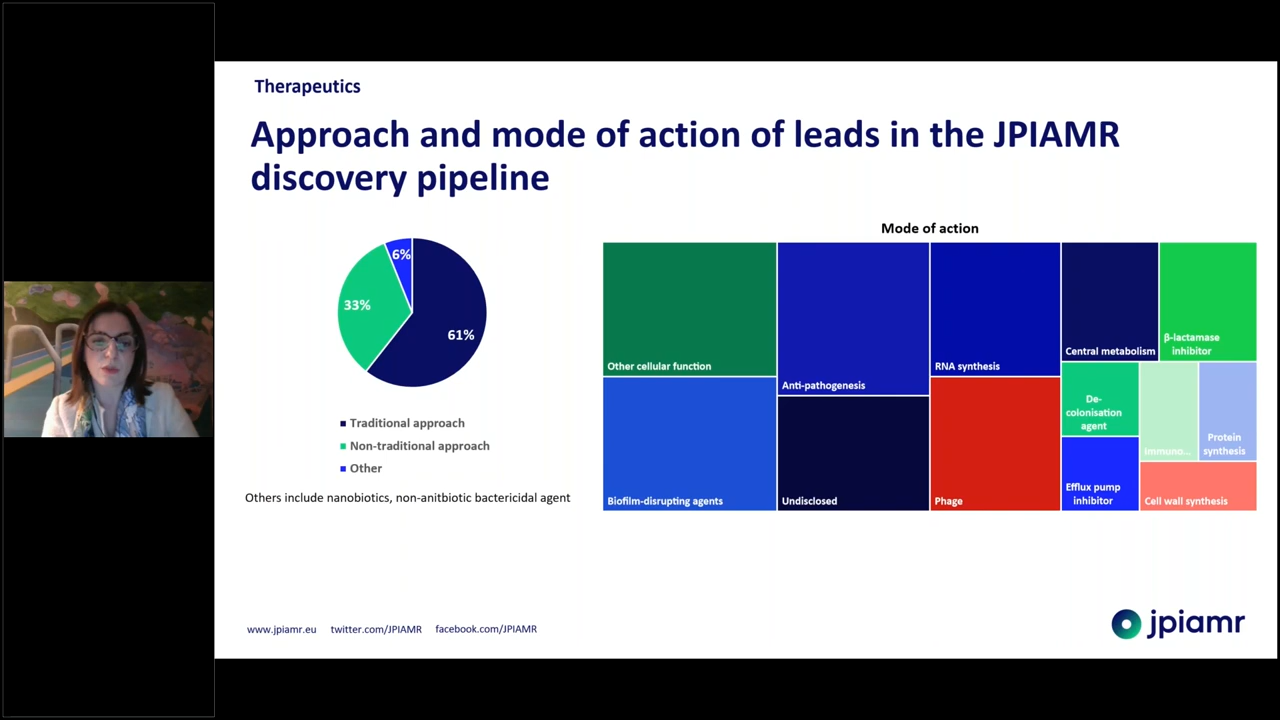 Therapeutics
Approach and mode of action of leads in the JPIAMR
discovery pipeline
6%
33%
61%
Traditional approach
Non-traditional approach
Other
Others include nanobiotics, non-anitbiotic bactericidal agent
Mode of action
Other cellular function
Biofilm-disrupting agents
Anti-pathogenesis
Undisclosed
RNA synthesis
Phage
Central metabolism
β-lactamase
inhibitor
De-
colonisation
agent
Immuno...
Protein
synthesis
Efflux pump
inhibitor
Cell wall synthesis
www.jpiamr.eu twitter.com/JPIAMR facebook.com/JPIAMR
jpiamr